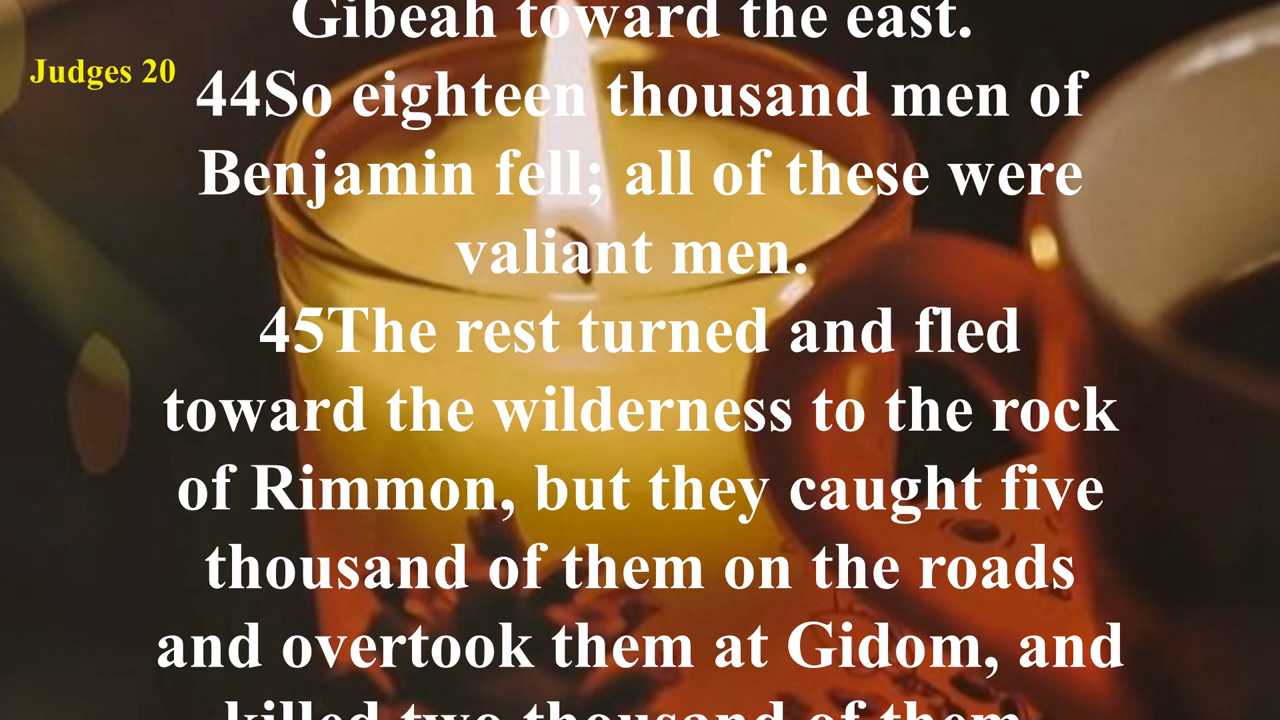 Gibeah toward the east.
Judges 20
44So eighteen thousand men of
Benjamin fell; all of these were
valiant men.
45The rest turned and fled
toward the wilderness to the rock
of Rimmon, but they caught five
thousand of them on the roads
and overtook them at Gidom, and
killed two thousand of them